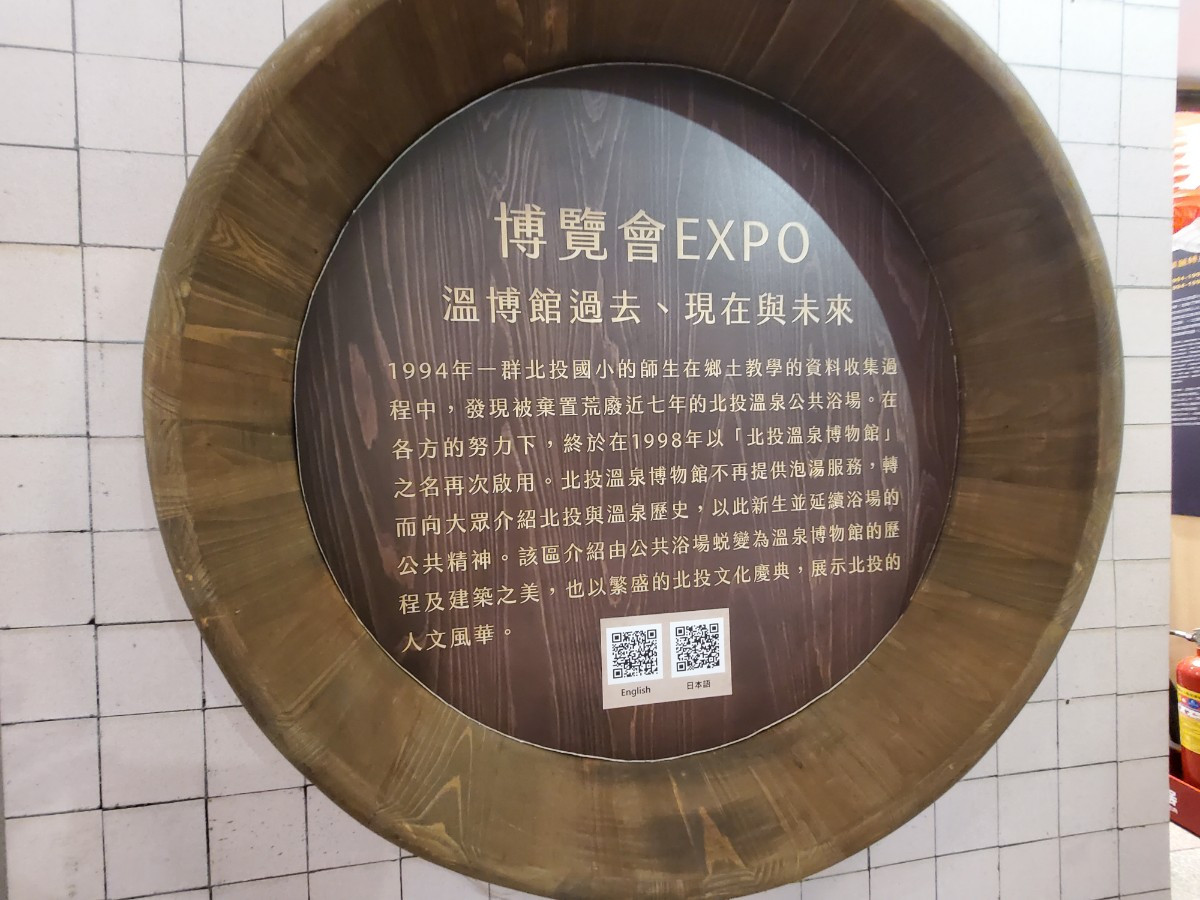 博覽會EXPO
溫博館過去、現在與未來
1994年一群北投國小的師生在鄉土教學的資料收集過
程中，發現被棄置荒廢近七年的北投溫泉公共浴場。在
各方的努力下，終於在1998年以「北投溫泉博物館」
之名再次啟用。北投溫泉博物館不再提供泡湯服務，轉
而向大眾介紹北投與溫泉歷史，以此新生並延續浴場的
公共精神。該區介紹由公共浴場蛻變為溫泉博物館的歷
程及建築之美，也以繁盛的北投文化慶典，展示北投的
人文風華。
English
日本語